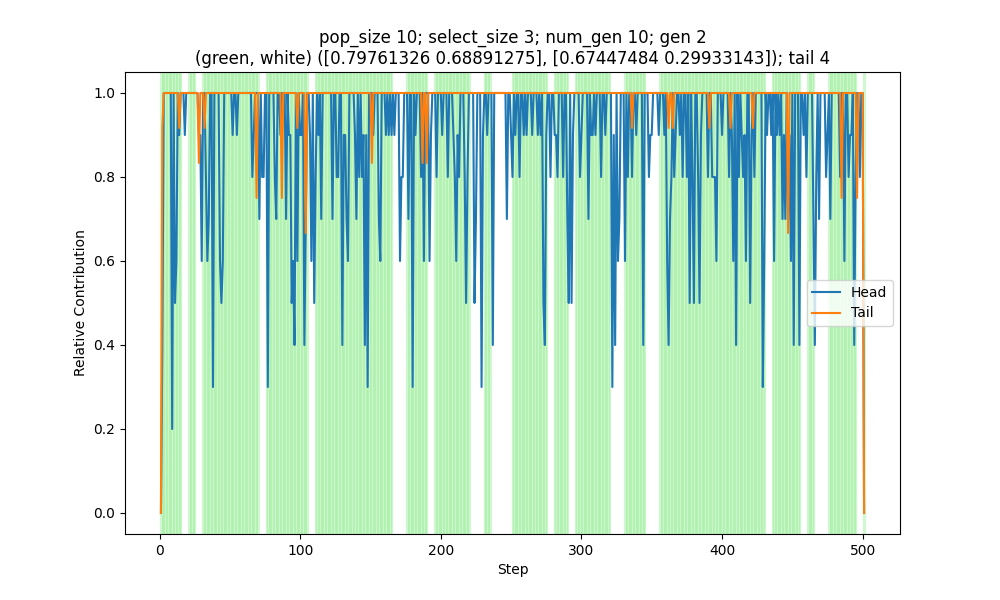 pop_size 10; select_size 3; num_gen 10; gen 2
(green, white) ([0.79761326 0.68891275], [0.67447484 0.29933143]); tail 4
1.0
0.8
0.6
0.4
0.2
0.0
Relative Contribution
Head
Tail
0
100
200
300
400
500
Step